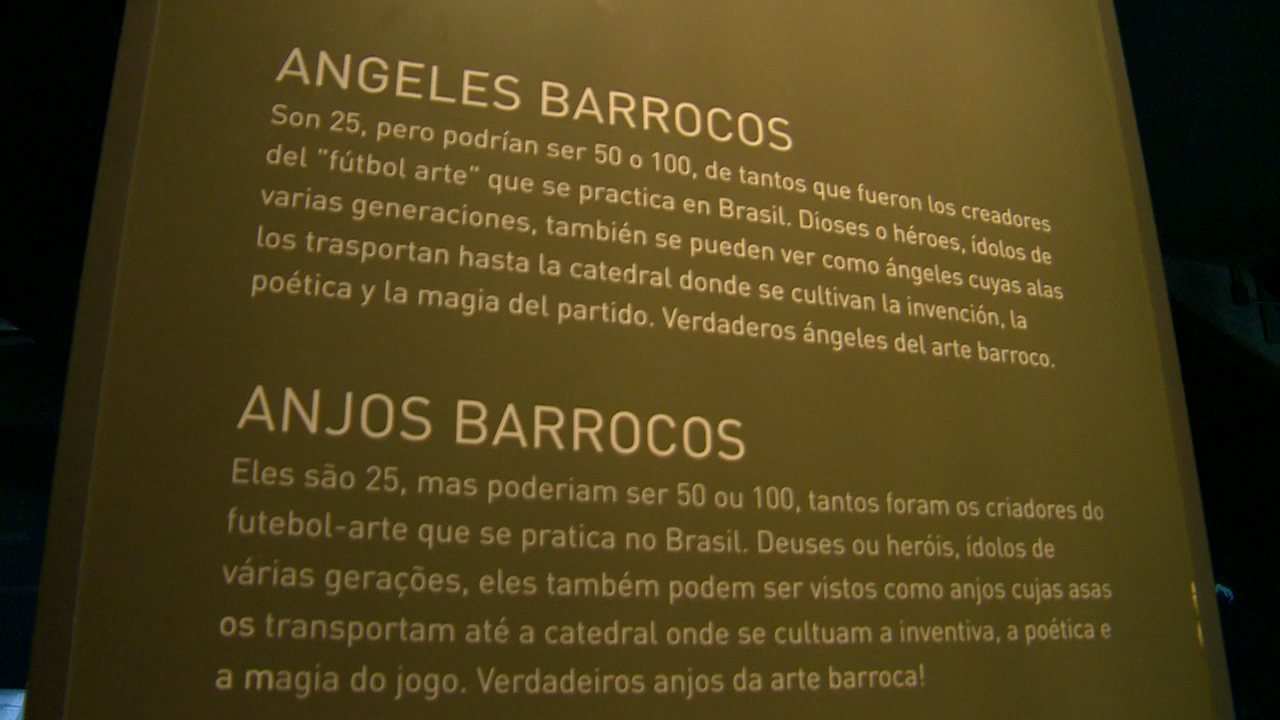 ANGELES BARROCOS
Son 25, pero podrían ser 50 o 100, de tantos que fueron los creadores
del "fútbol arte" que se practica en Brasil. Dioses o héroes, ídolos de
varias generaciones, también se pueden ver como ángeles cuyas alas
los trasportan hasta la catedral donde se cultivan la invención, la
poética y la magia del partido. Verdaderos ángeles del arte barroco.
ANJOS BARROCOS
Eles são 25, mas poderiam ser 50 ou 100, tantos foram os criadores do
futebol-arte que se pratica no Brasil. Deuses ou heróis, ídolos de
várias gerações, eles também podem ser vistos como anjos cujas asas
os transportam até a catedral onde se cultuam a inventiva, a poética e
a magia do jogo. Verdadeiros anjos da arte barroca!